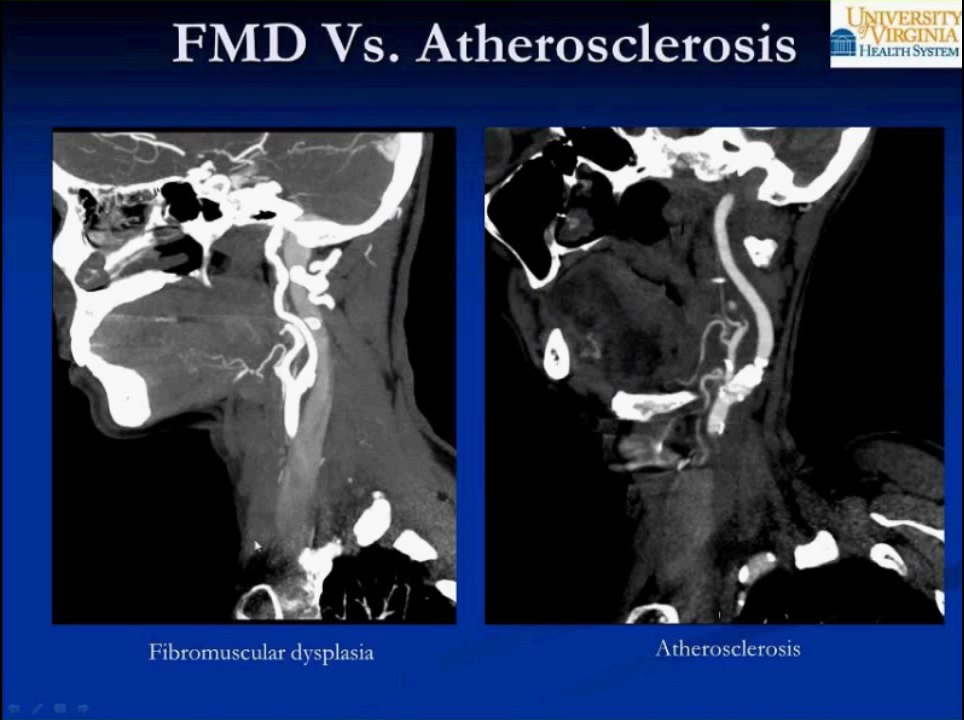 FMD Vs. Atherosclerosis
UNIVERSITY
of VIRGINIA
HEALTH SYSTEM
Fibromuscular dysplasia
Atherosclerosis